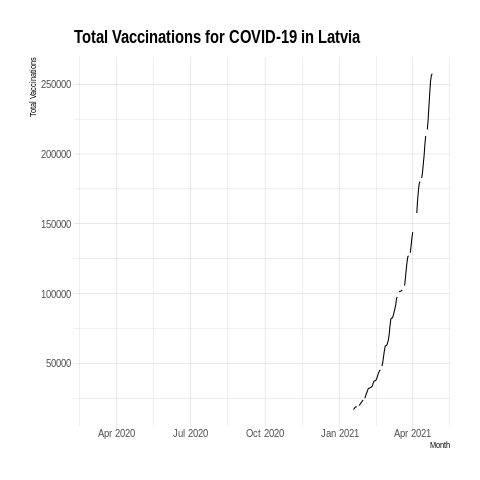 Total Vaccinations for COVID-19 in Latvia
Total Vaccinations
250000
200000
150000
100000
50000
Apr 2020 Jul 2020 Oct 2020 Jan 2021 Apr 2021
Month